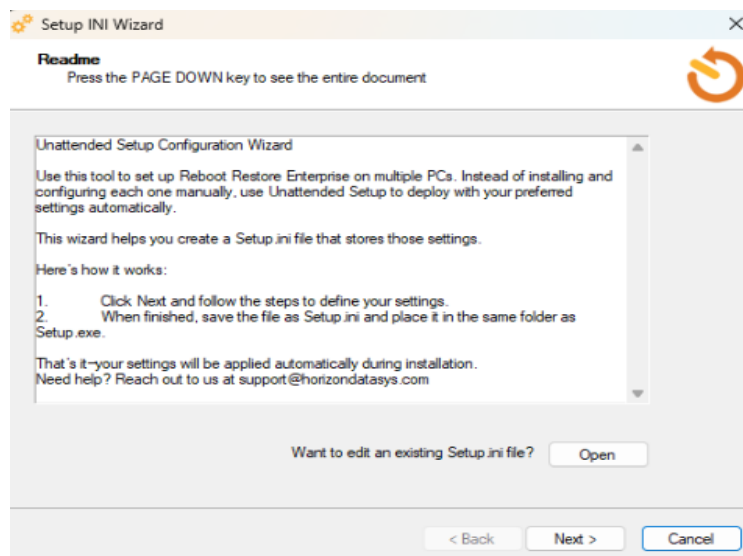 Setup INI Wizard
Readme
Press the PAGE DOWN key to see the entire document
Unattended Setup Configuration Wizard
Use this tool to set up Reboot Restore Enterprise on multiple PCs. Instead of installing and
configuring each one manually, use Unattended Setup to deploy with your preferred
settings automatically.
This wizard helps you create a Setup.ini file that stores those settings.
Here's how it works:
1. Click Next and follow the steps to define your settings.
2. When finished, save the file as Setup.ini and place it in the same folder as
Setup.exe.
That's it—your settings will be applied automatically during installation.
Need help? Reach out to us at support@horizondatasys.com
Want to edit an existing Setup.ini file? Open
< Back Next > Cancel